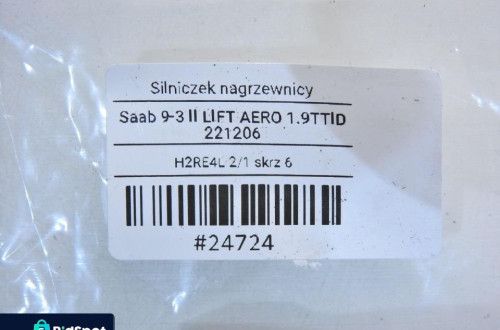 Silniczek nagrzewnicy
Saab 9-3 II LIFT AERO 1.9TTID
221206
H2RE4L 2/1 skrz 6
#24724